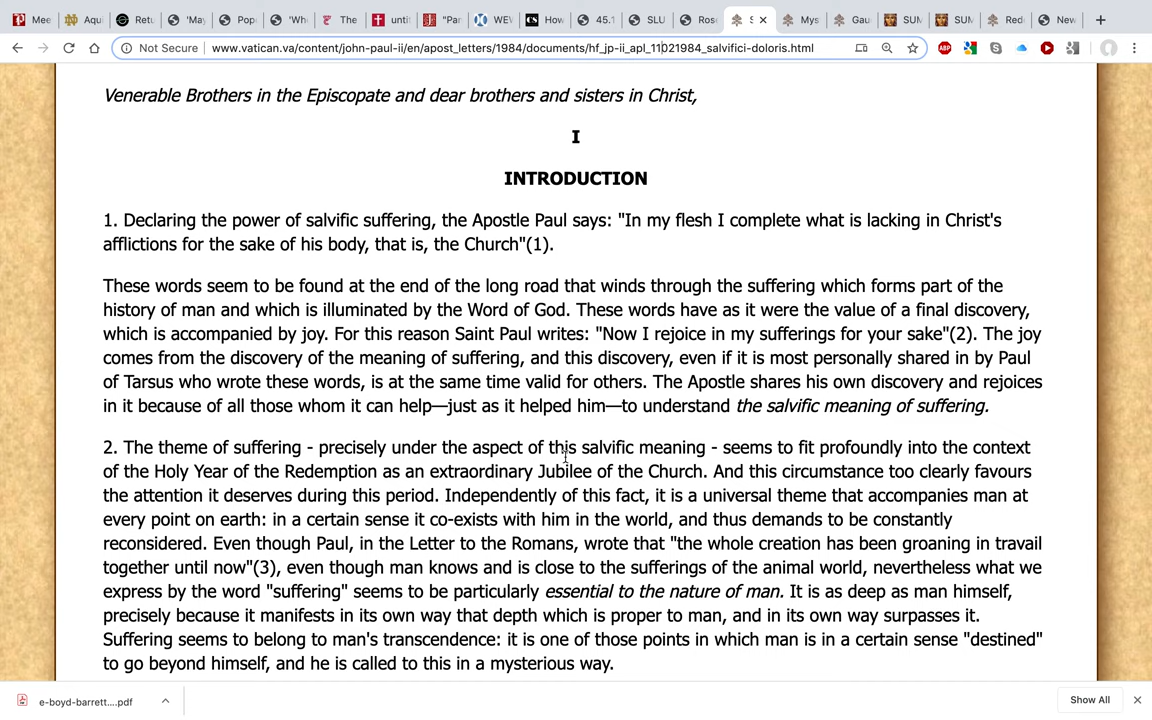 Mee
Aqui
Retu
'May
Pop
'Who
The
unti
"Par
WEV
How
45.1
SLU
Rose
S
Mys
Gau
SUM
SUM
Red
New
Not Secure
www.vatican.va/content/john-paul-ii/en/apost_letters/1984/documents/hf_jp-ii_apl_11021984_salvifici-doloris.html
Venerable Brothers in the Episcopate and dear brothers and sisters in Christ,
I
INTRODUCTION
1. Declaring the power of salvific suffering, the Apostle Paul says: "In my flesh I complete what is lacking in Christ's
afflictions for the sake of his body, that is, the Church"(1).
These words seem to be found at the end of the long road that winds through the suffering which forms part of the
history of man and which is illuminated by the Word of God. These words have as it were the value of a final discovery,
which is accompanied by joy. For this reason Saint Paul writes: "Now I rejoice in my sufferings for your sake"(2). The joy
comes from the discovery of the meaning of suffering, and this discovery, even if it is most personally shared in by Paul
of Tarsus who wrote these words, is at the same time valid for others. The Apostle shares his own discovery and rejoices
in it because of all those whom it can help—just as it helped him—to understand the salvific meaning of suffering.
2. The theme of suffering - precisely under the aspect of this salvific meaning - seems to fit profoundly into the context
of the Holy Year of the Redemption as an extraordinary Jubilee of the Church. And this circumstance too clearly favours
the attention it deserves during this period. Independently of this fact, it is a universal theme that accompanies man at
every point on earth: in a certain sense it co-exists with him in the world, and thus demands to be constantly
reconsidered. Even though Paul, in the Letter to the Romans, wrote that "the whole creation has been groaning in travail
together until now"(3), even though man knows and is close to the sufferings of the animal world, nevertheless what we
express by the word "suffering" seems to be particularly essential to the nature of man. It is as deep as man himself,
precisely because it manifests in its own way that depth which is proper to man, and in its own way surpasses it.
Suffering seems to belong to man's transcendence: it is one of those points in which man is in a certain sense "destined"
to go beyond himself, and he is called to this in a mysterious way.
e-boyd-barrett....pdf
Show All